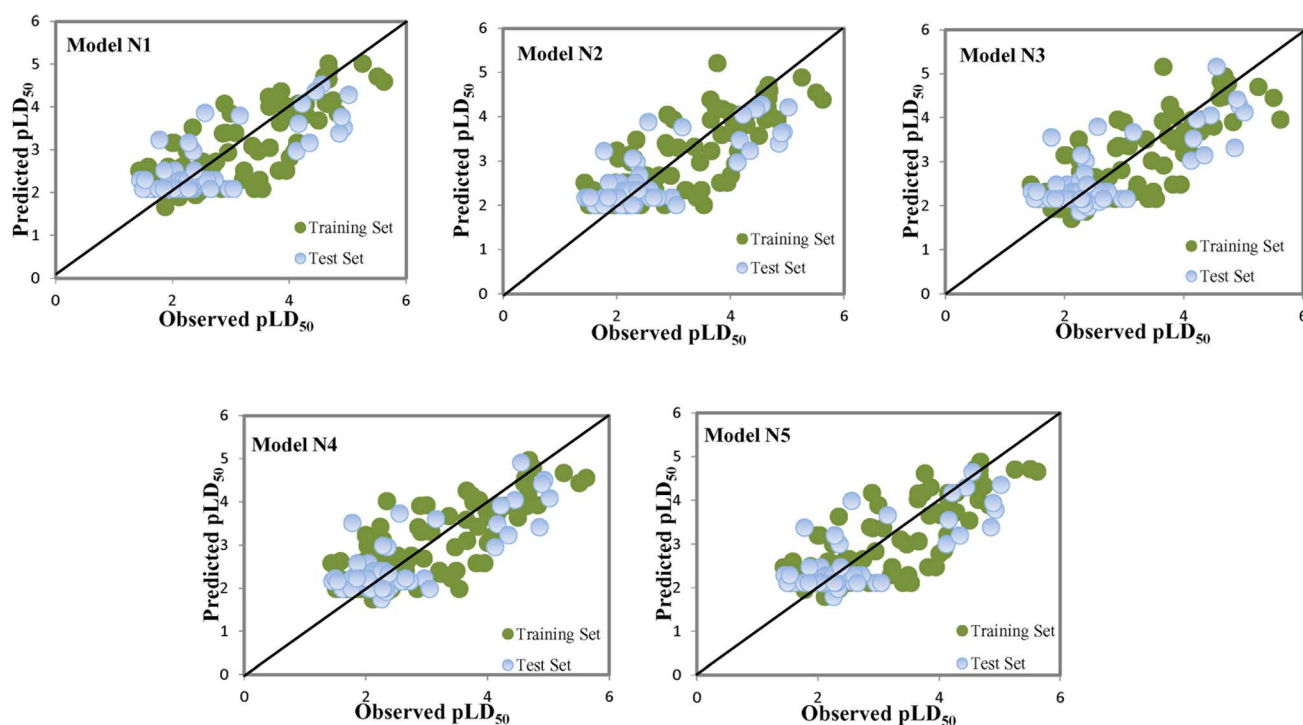 Model N1
Predicted pLD50
6
5
4
3
2
1
0
0 2 4 6
Observed pLD50
Training Set
Test Set
Model N2
Predicted pLD50
6
5
4
3
2
1
0
0 2 4 6
Observed pLD50
Training Set
Test Set
Model N3
Predicted pLD50
6
5
4
3
2
1
0
0 2 4 6
Observed pLD50
Training Set
Test Set
Model N4
Predicted pLD50
6
5
4
3
2
1
0
0 2 4 6
Observed pLD50
Training Set
Test Set
Model N5
Predicted pLD50
6
5
4
3
2
1
0
0 2 4 6
Observed pLD50
Training Set
Test Set